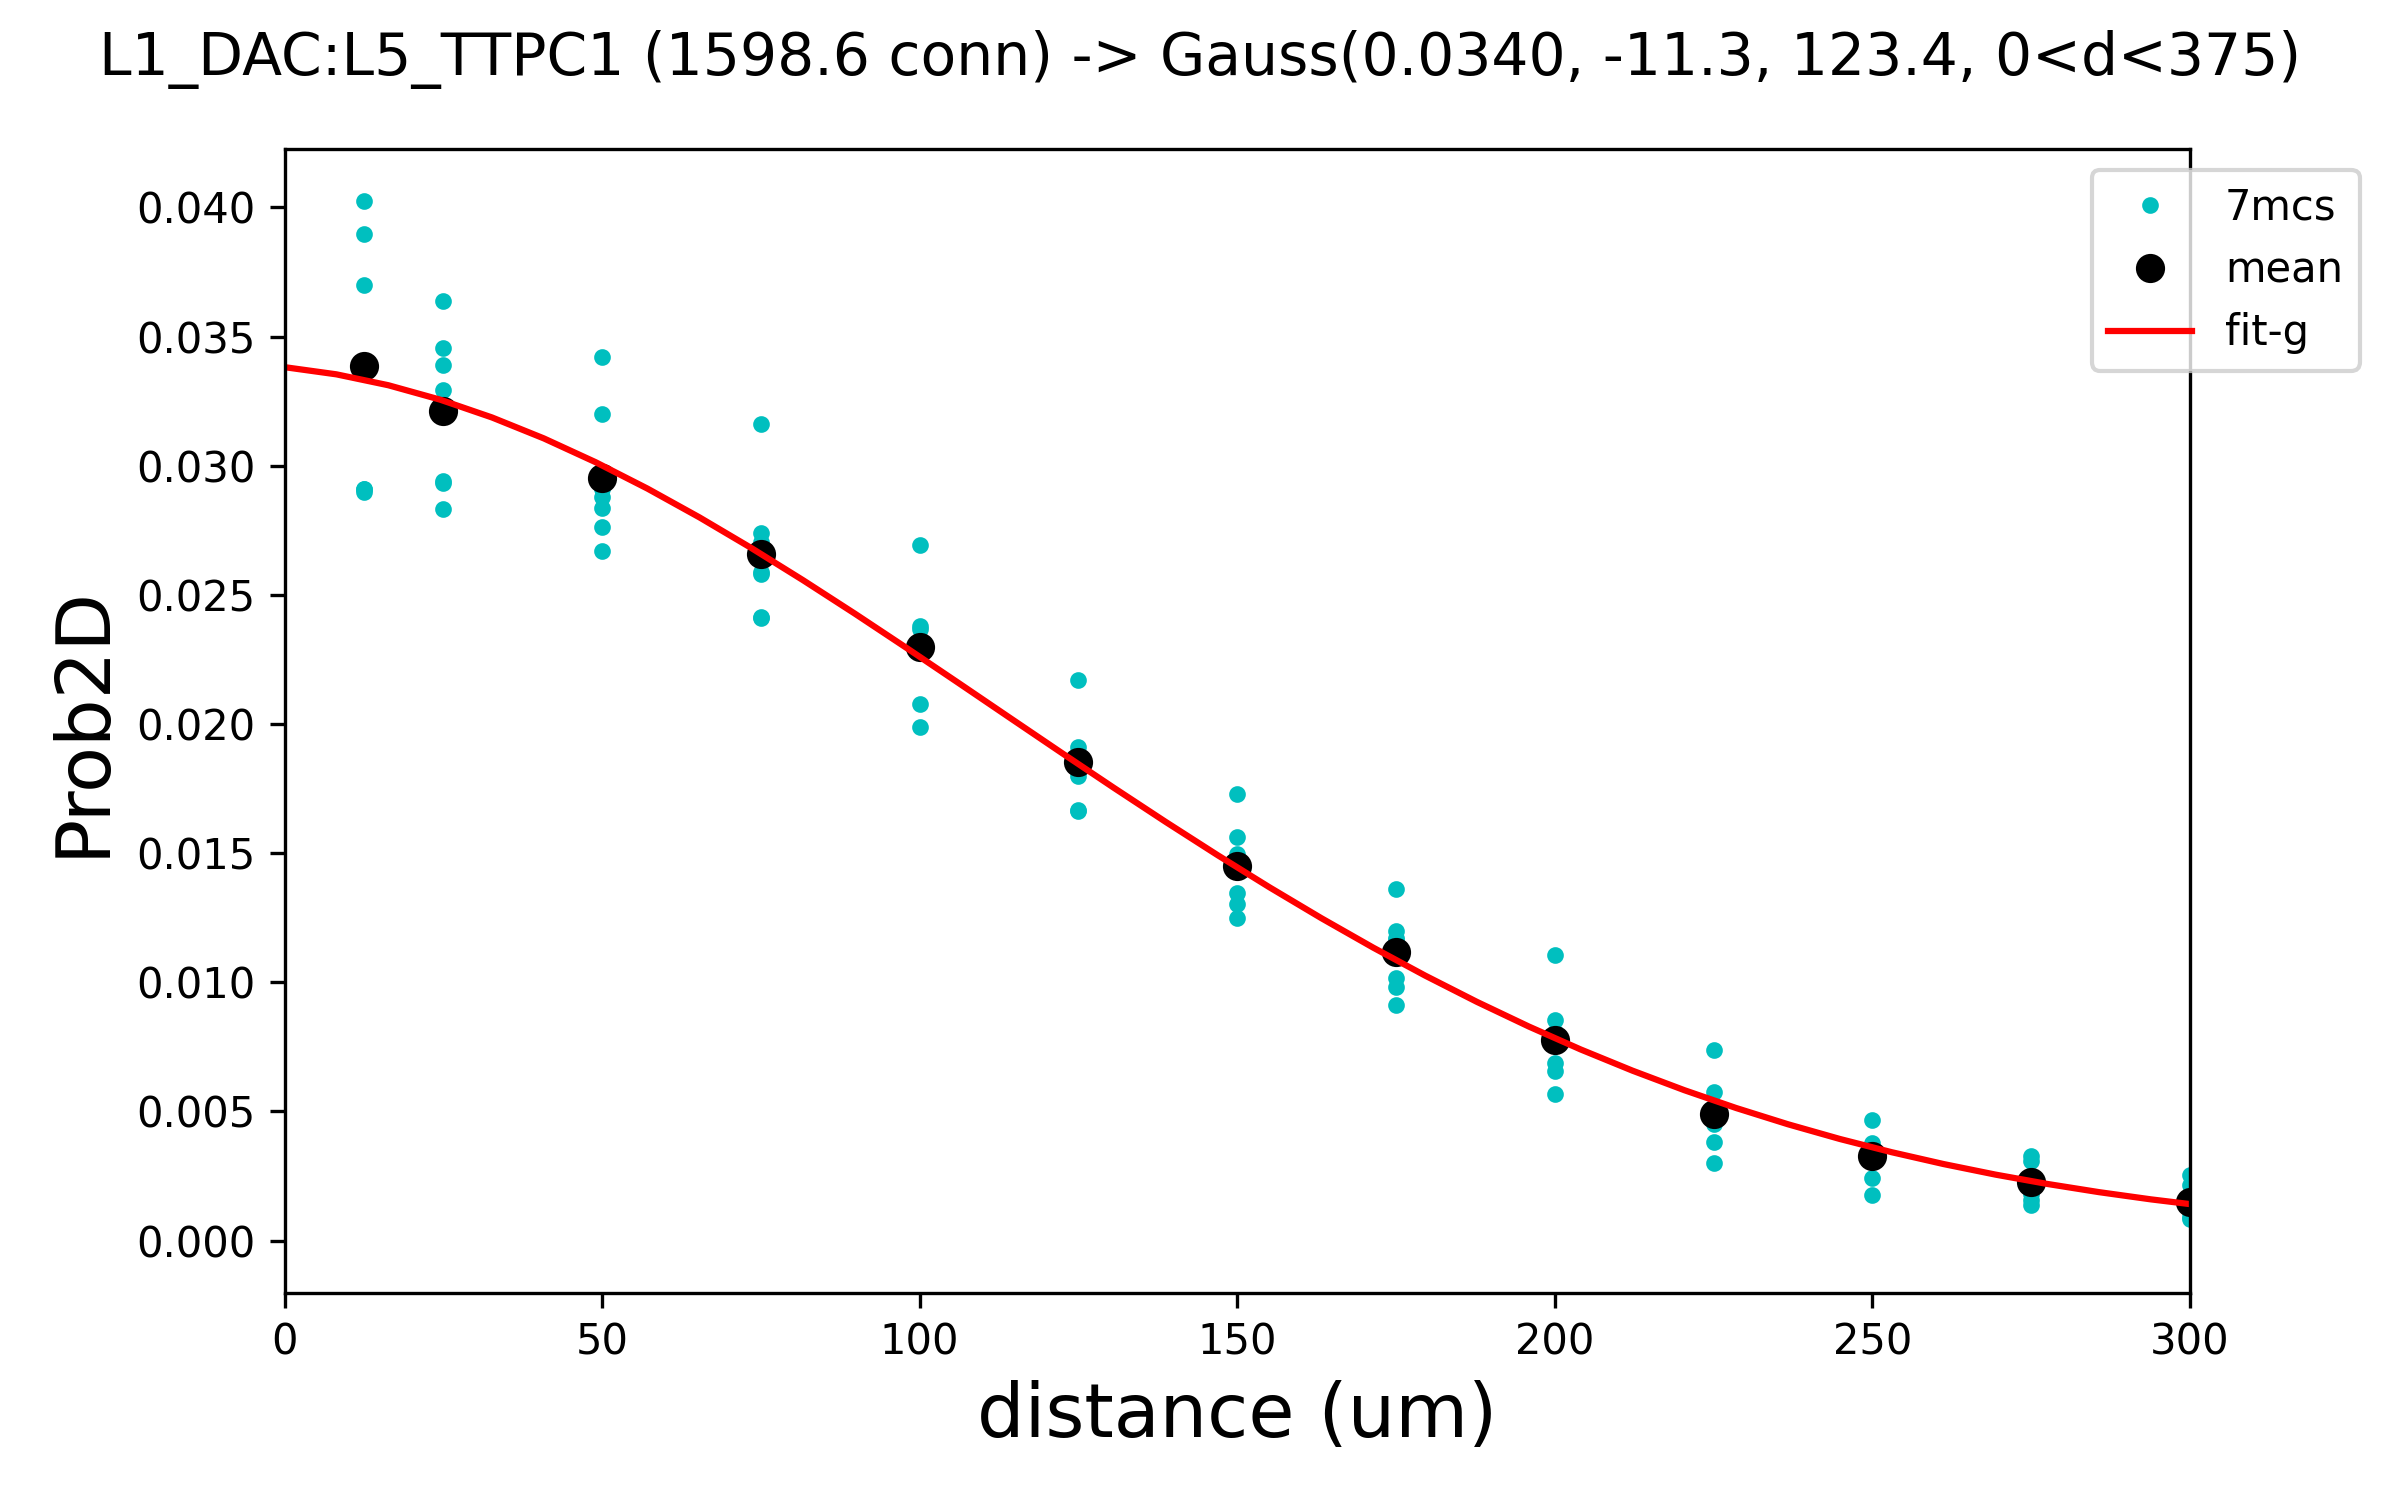 L1_DAC:L5_TTPC1 (1598.6 conn) -> Gauss(0.0340, -11.3, 123.4, 0<d<375)
7mcs
mean
fit-g
0.040
0.035
0.030
0.025
0.020
0.015
0.010
0.005
0.000
Prob2D
0 50 100 150 200 250 300
distance (um)